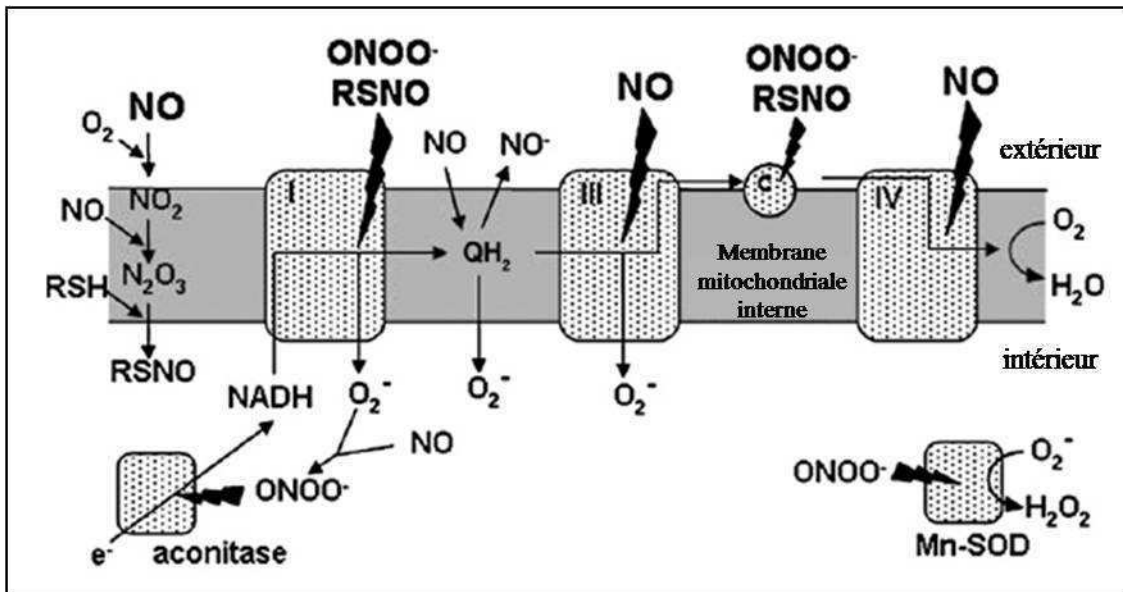 ONOO⁻
RSNO
NO
ONOO⁻
RSNO
NO
O₂
NO
NO
NO⁻
extérieur
NO₂
I
III
C
IV
NO
N₂O₃
QH₂
Membrane
mitochondriale
interne
O₂
RSH
H₂O
RSNO
intérieur
NADH
O₂⁻
O₂⁻
O₂⁻
NO
ONOO⁻
ONOO⁻
O₂⁻
H₂O₂
e⁻
aconitase
Mn-SOD